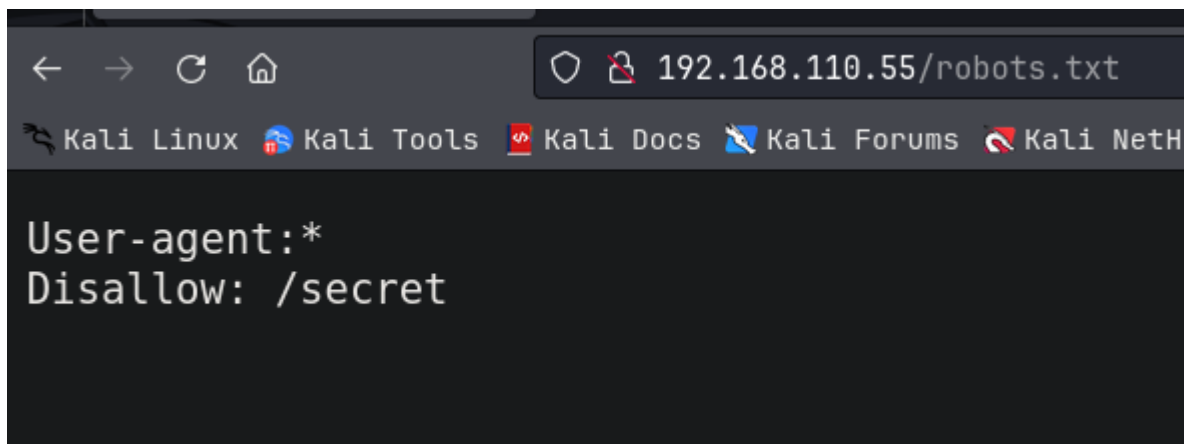 192.168.110.55/robots.txt
Kali Linux Kali Tools Kali Docs Kali Forums Kali NetH
User-agent:*
Disallow: /secret